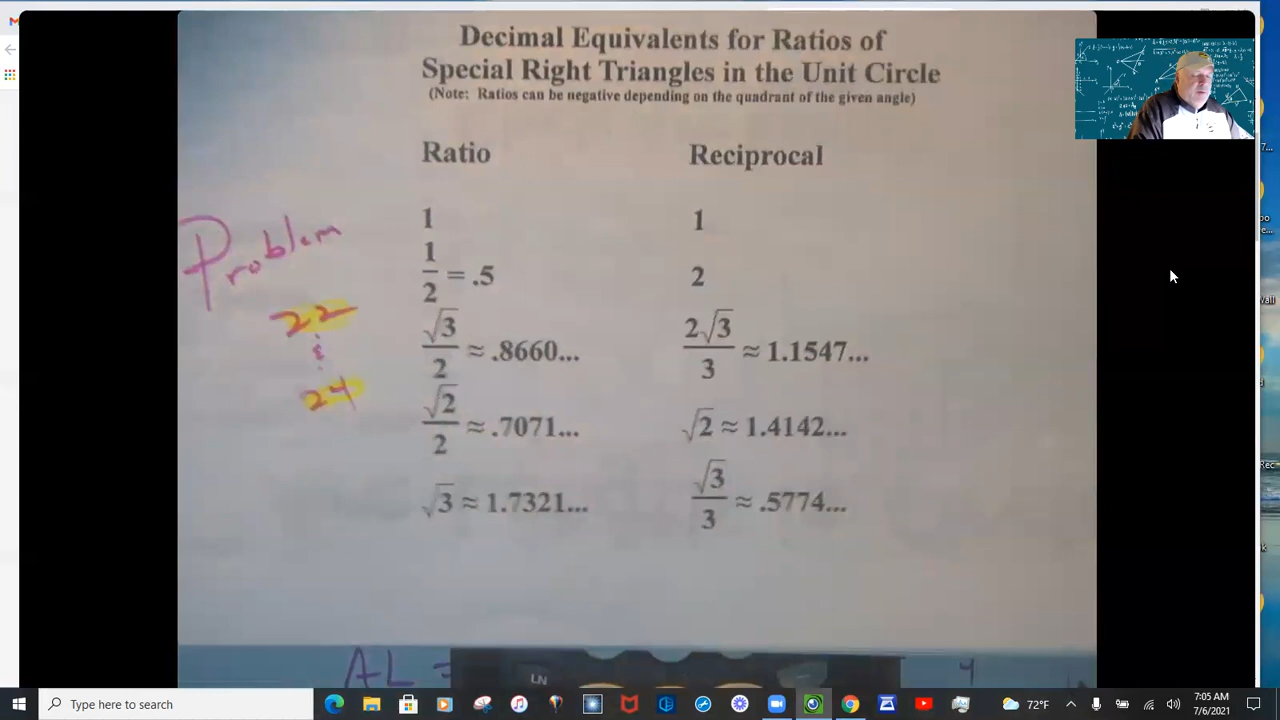 Decimal Equivalents for Ratios of
Special Right Triangles in the Unit Circle
(Note: Ratios can be negative depending on the quadrant of the given angle)
Ratio Reciprocal
Problem
22
&
24
1 1
1/2 = .5 2
√3/2 ≈ .8660... 2√3/3 ≈ 1.1547...
√2/2 ≈ .7071... √2 ≈ 1.4142...
√3 ≈ 1.7321... √3/3 ≈ .5774...
AL =
LN
4
Type here to search
72°F
7:05 AM
7/6/2021